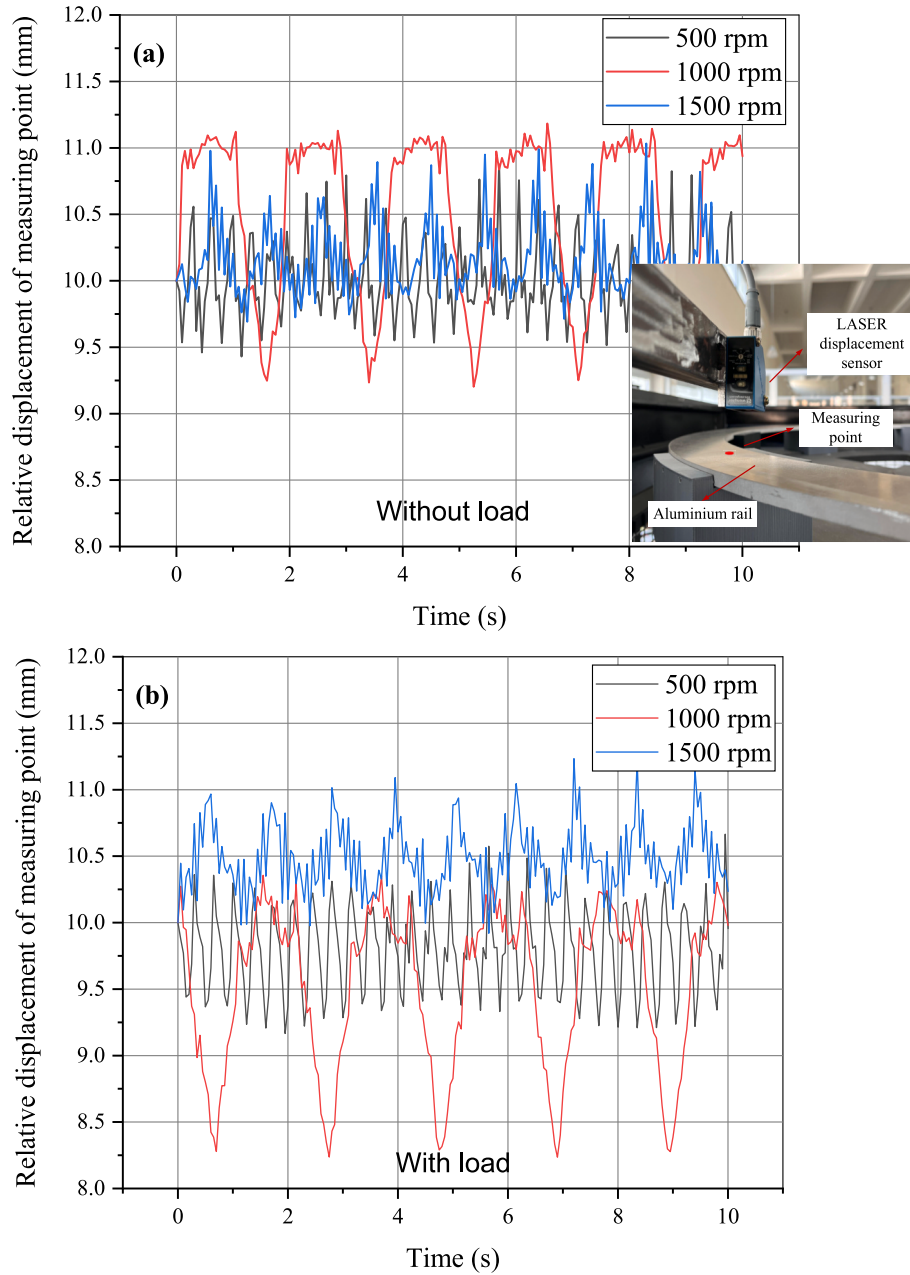 (a)
500 rpm
1000 rpm
1500 rpm
Relative displacement of measuring point (mm)
12.0
11.5
11.0
10.5
10.0
9.5
9.0
8.5
8.0
Without load
LASER
displacement
sensor
Measuring
point
Aluminium rail
0
2
4
6
8
10
Time (s)
(b)
500 rpm
1000 rpm
1500 rpm
Relative displacement of measuring point (mm)
12.0
11.5
11.0
10.5
10.0
9.5
9.0
8.5
8.0
With load
0
2
4
6
8
10
Time (s)